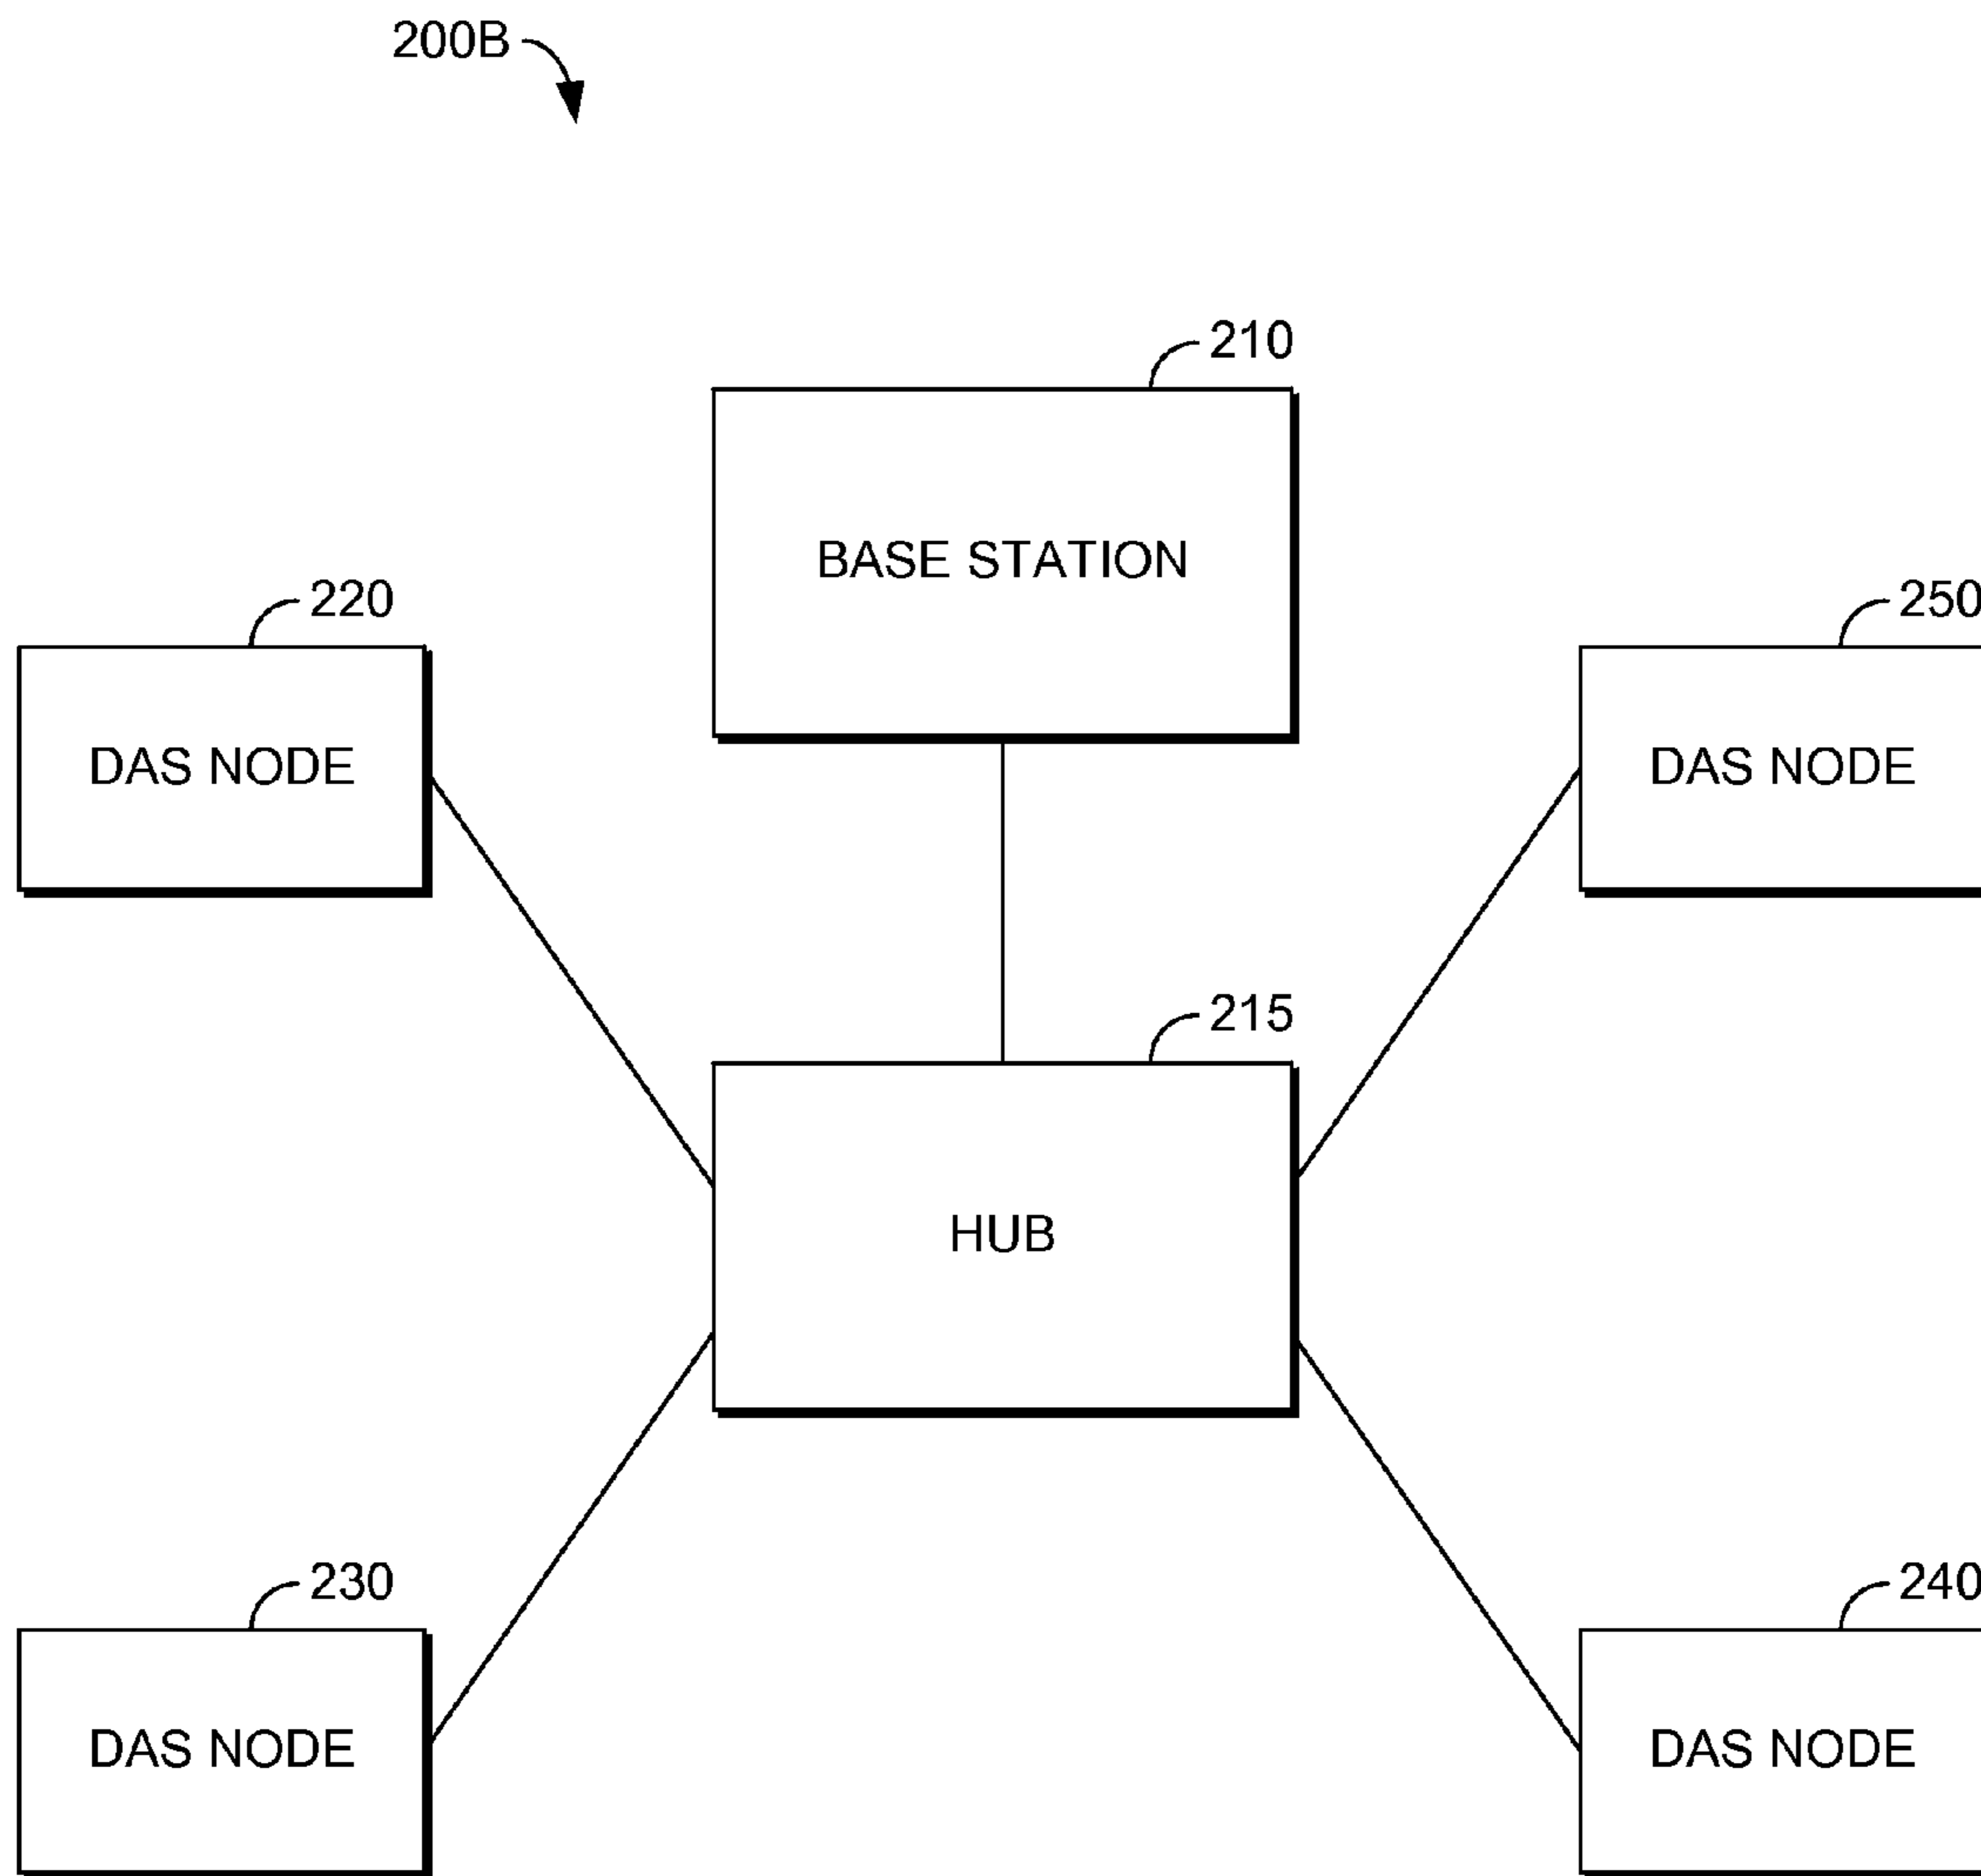 200B
210
BASE STATION
220
DAS NODE
250
DAS NODE
215
HUB
230
DAS NODE
240
DAS NODE